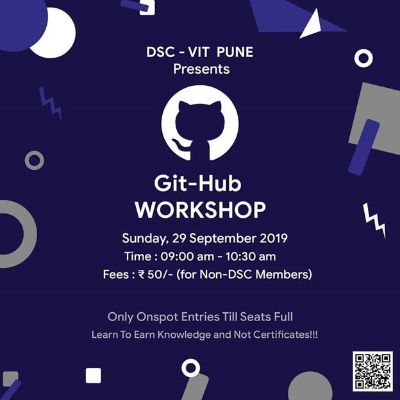 DSC - VIT PUNE
Presents
Git-Hub
WORKSHOP
Sunday, 29 September 2019
Time : 09:00 am - 10:30 am
Fees : ₹ 50/- (for Non-DSC Members)
Only Onspot Entries Till Seats Full
Learn To Earn Knowledge and Not Certificates!!!